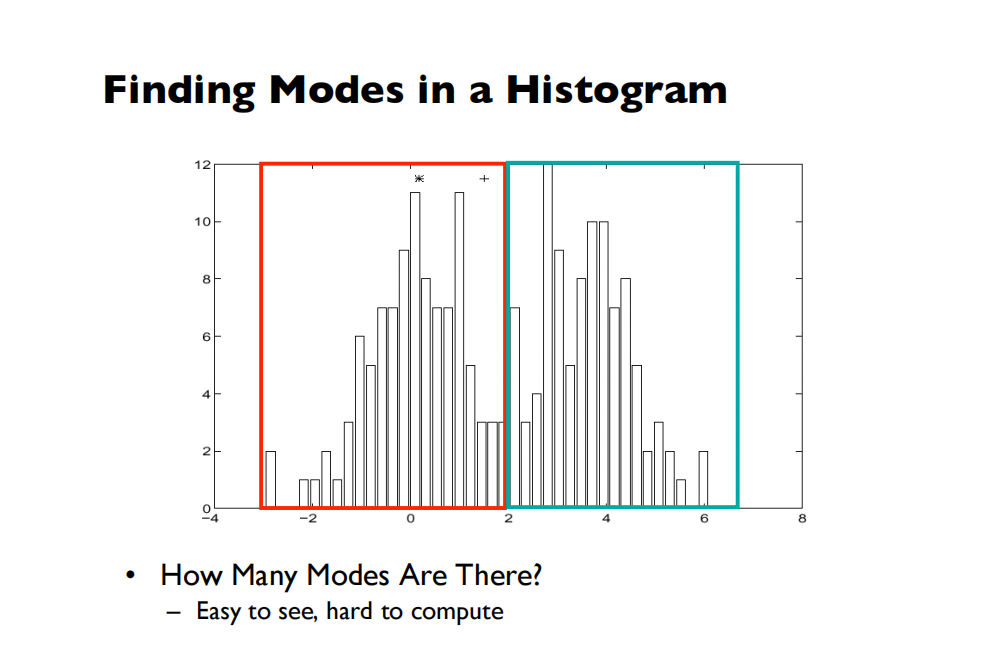 Finding Modes in a Histogram
12
10
8
6
4
2
0
−4 −2 0 2 4 6 8
• How Many Modes Are There?
– Easy to see, hard to compute